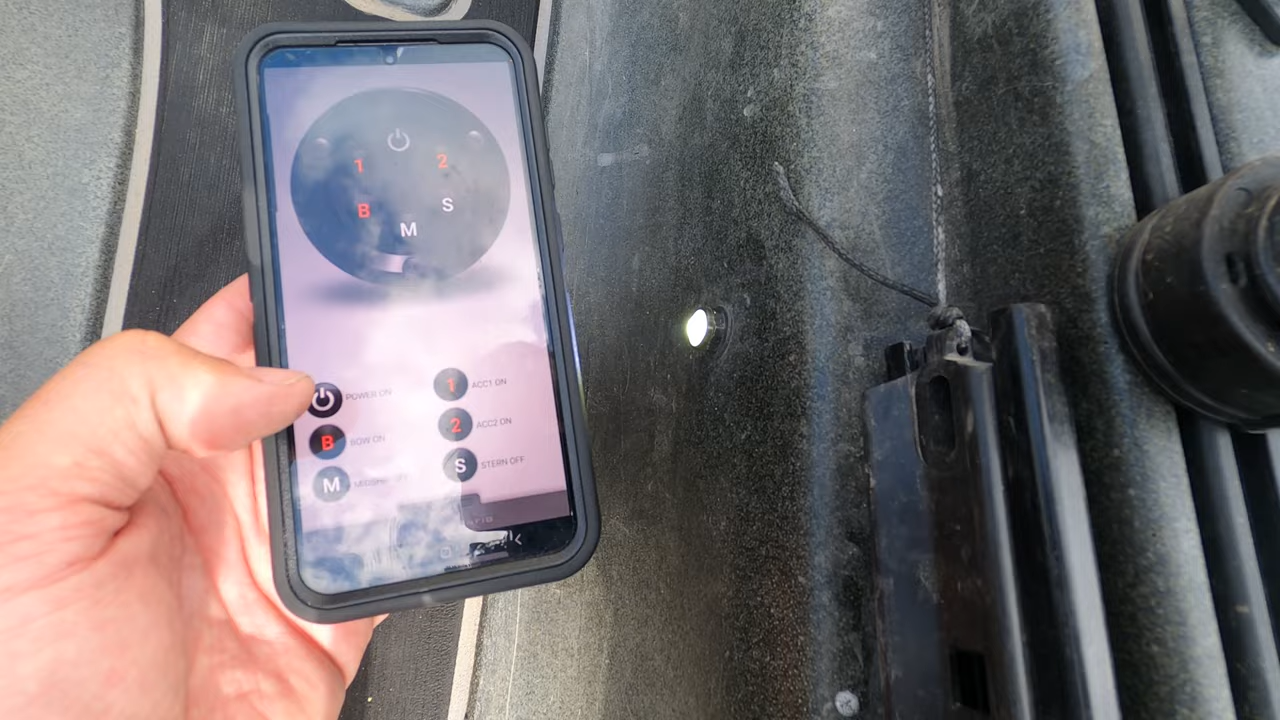 1 2
B S
M
POWER ON 1 ACC1 ON
B BOW ON 2 ACC2 ON
M S STERN OFF